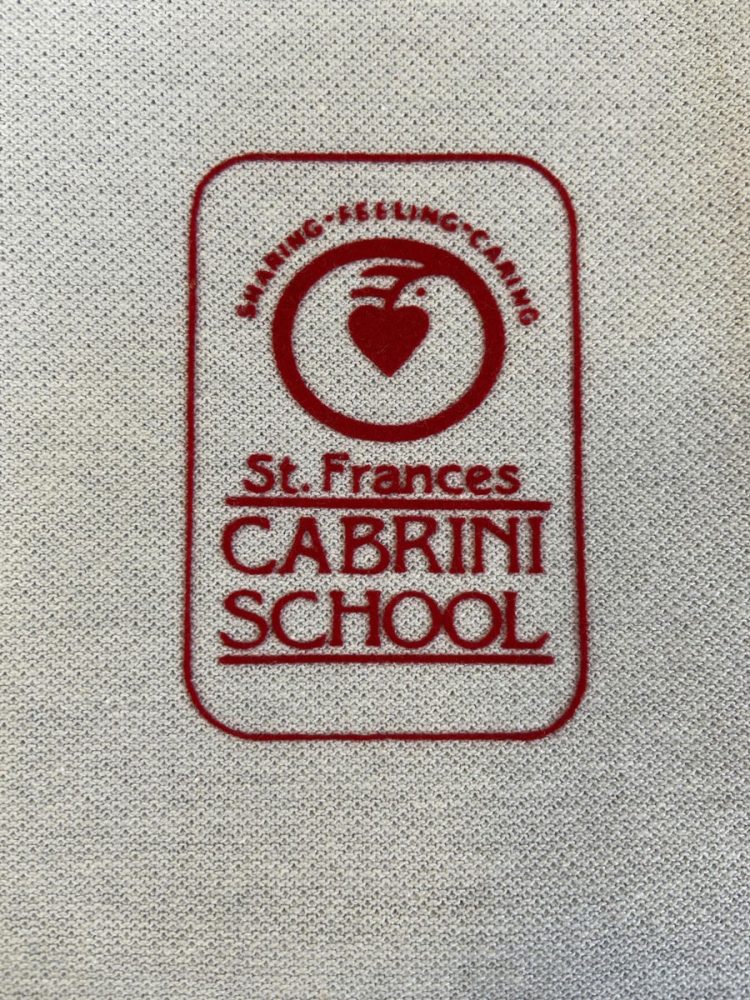 SHARING-FEELING-CARING
St. Frances
CABRINI
SCHOOL